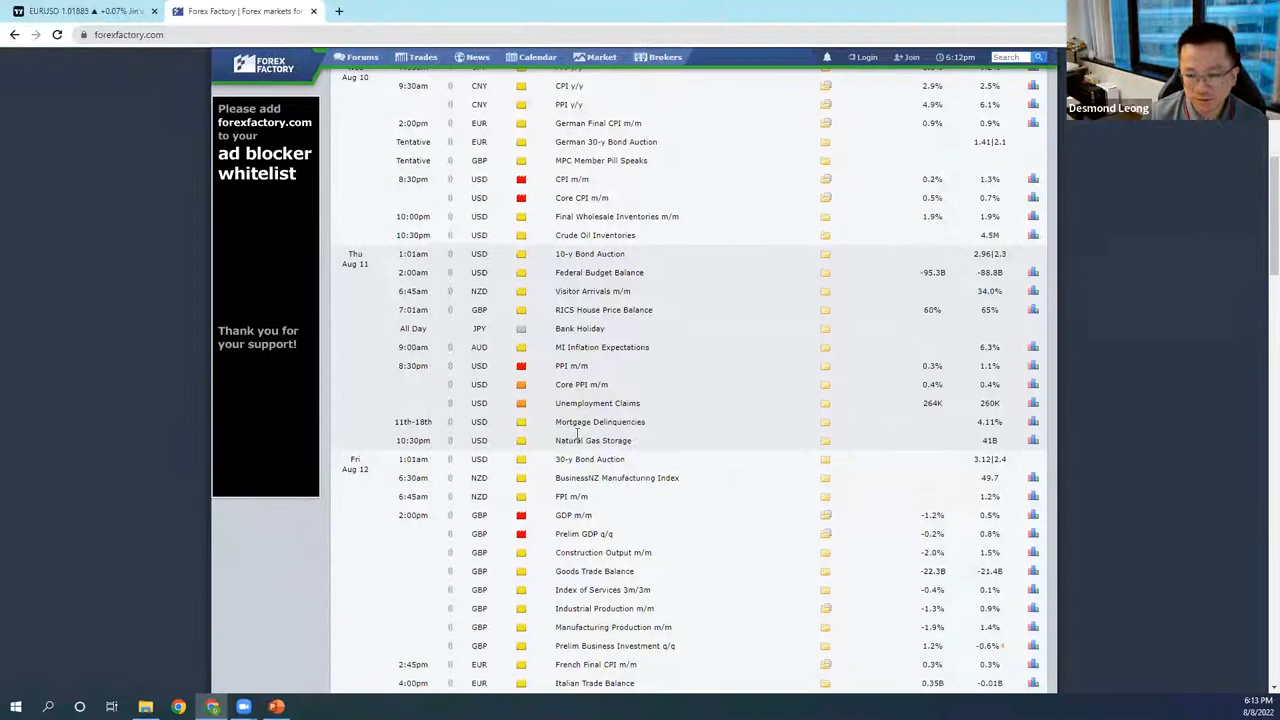 EURUSD 1.01885 ▲ +0.07% Jin's
Forex Factory | Forex markets for
forexfactory.com
FOREX FACTORY
Forums Trades News Calendar Market Brokers Login Join 6:12pm Search
Please add
forexfactory.com
to your
ad blocker
whitelist
Thank you for
your support!
Desmond Leong
Aug 10
9:30am CNY CPI y/y 2.9% 2.5%
CNY PPI y/y 4.9% 6.1%
2:00pm EUR German Final CPI m/m 0.9% 0.9%
Tentative EUR German 30-y Bond Auction 1.41|2.1
Tentative GBP MPC Member Pill Speaks
8:30pm USD CPI m/m 0.2% 1.3%
USD Core CPI m/m 0.5% 0.7%
10:00pm USD Final Wholesale Inventories m/m 1.9% 1.9%
10:30pm USD Crude Oil Inventories 4.5M
Thu
Aug 11
1:01am USD 10-y Bond Auction 2.96|2.3
2:00am USD Federal Budget Balance -95.3B -88.8B
6:45am NZD Visitor Arrivals m/m 34.0%
7:01am GBP RICS House Price Balance 60% 65%
All Day JPY Bank Holiday
9:00am AUD MI Inflation Expectations 6.3%
8:30pm USD PPI m/m 0.3% 1.1%
USD Core PPI m/m 0.4% 0.4%
USD Unemployment Claims 264K 260K
11th-18th USD Mortgage Delinquencies 4.11%
10:30pm USD Natural Gas Storage 41B
Fri
Aug 12
1:01am USD 30-y Bond Auction 3.12|2.4
6:30am NZD BusinessNZ Manufacturing Index 49.7
6:45am NZD FPI m/m 1.2%
2:00pm GBP GDP m/m -1.2% 0.5%
GBP Prelim GDP q/q -0.2% 0.8%
GBP Construction Output m/m -2.0% 1.5%
GBP Goods Trade Balance -22.3B -21.4B
GBP Index of Services 3m/3m -0.4% 0.1%
GBP Industrial Production m/m -1.3% 0.9%
GBP Manufacturing Production m/m -1.9% 1.4%
GBP Prelim Business Investment q/q 1.2% -0.6%
2:45pm EUR French Final CPI m/m 0.3% 0.3%
4:00pm EUR Italian Trade Balance 0.35B -0.01B
6:13 PM
8/8/2022